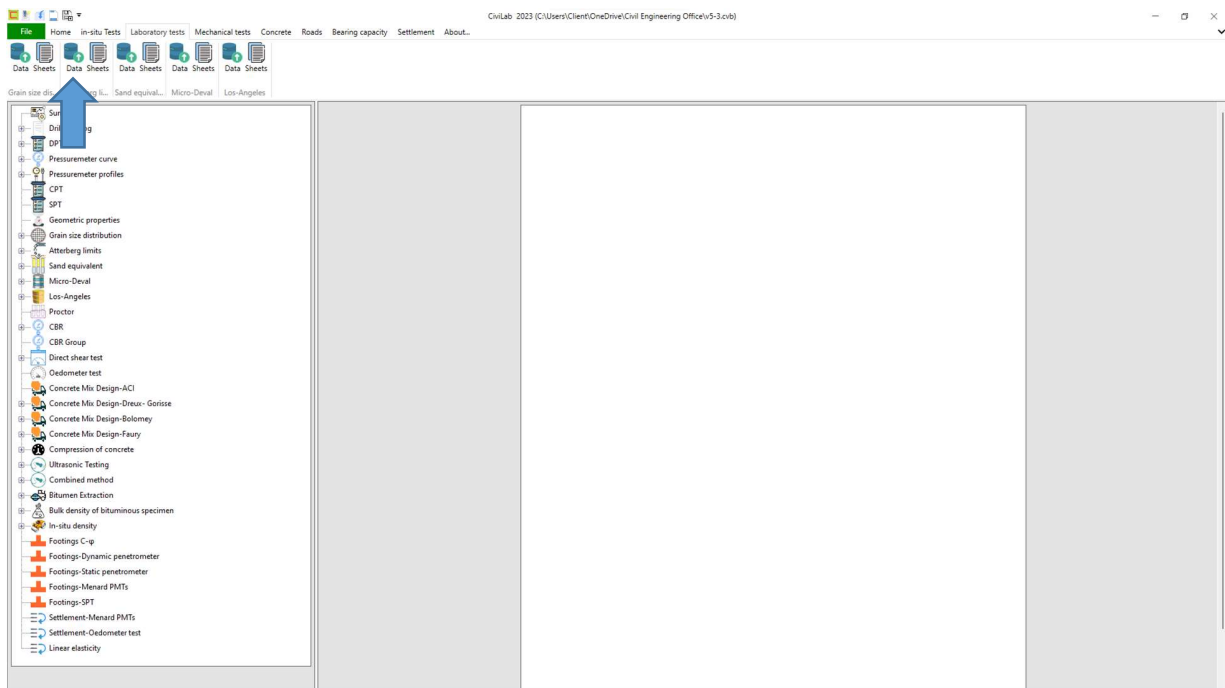 CiviLab 2023 (C:\Users\Client\OneDrive\Civil Engineering Office\v5-3.cvb)
File Home in-situ Tests Laboratory tests Mechanical tests Concrete Roads Bearing capacity Settlement About...
Data Sheets Data Sheets Data Sheets Data Sheets Data Sheets
Grain size dis... li... Sand equival... Micro-Deval Los-Angeles
Pressuremeter curve
Pressuremeter profiles
CPT
SPT
Geometric properties
Grain size distribution
Atterberg limits
Sand equivalent
Micro-Deval
Los-Angeles
Proctor
CBR
CBR Group
Direct shear test
Oedometer test
Concrete Mix Design-ACI
Concrete Mix Design-Dreux- Gorisse
Concrete Mix Design-Bolomey
Concrete Mix Design-Faury
Compression of concrete
Ultrasonic Testing
Combined method
Bitumen Extraction
Bulk density of bituminous specimen
In-situ density
Footings C-φ
Footings-Dynamic penetrometer
Footings-Static penetrometer
Footings-Menard PMTs
Footings-SPT
Settlement-Menard PMTs
Settlement-Oedometer test
Linear elasticity